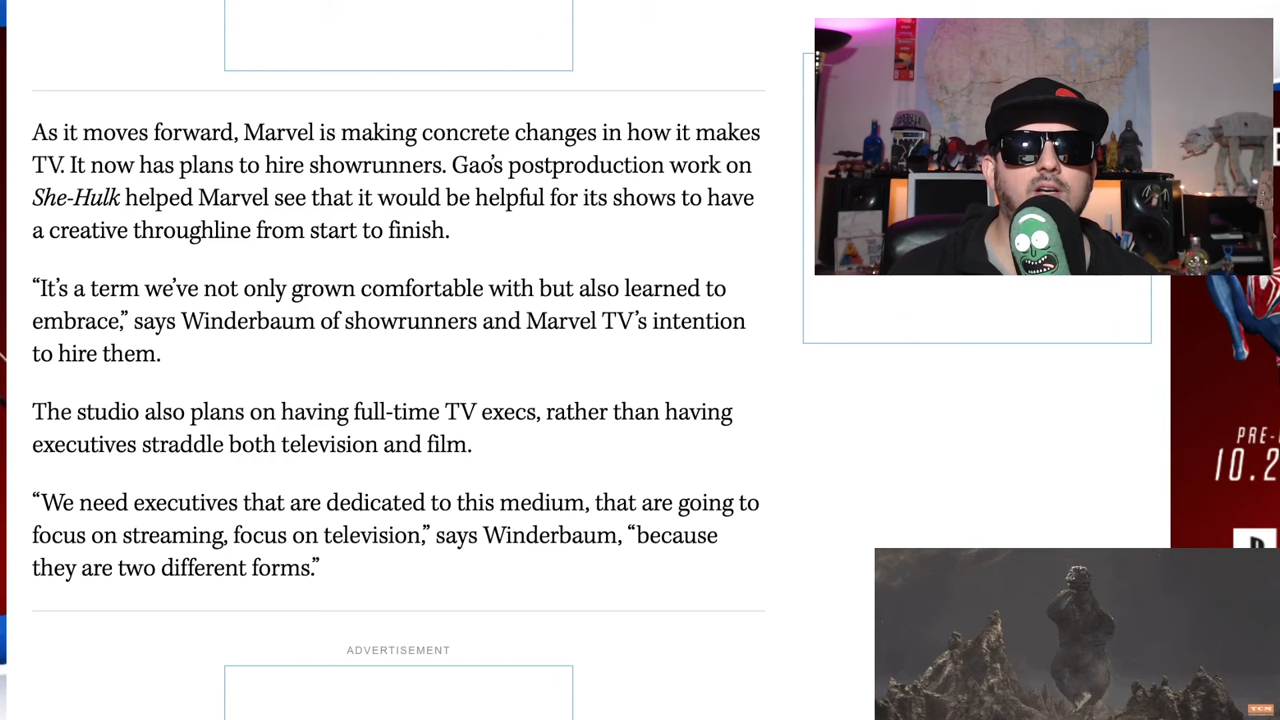 As it moves forward, Marvel is making concrete changes in how it makes
TV. It now has plans to hire showrunners. Gao’s postproduction work on
She-Hulk helped Marvel see that it would be helpful for its shows to have
a creative throughline from start to finish.
“It’s a term we’ve not only grown comfortable with but also learned to
embrace,” says Winderbaum of showrunners and Marvel TV’s intention
to hire them.
The studio also plans on having full-time TV execs, rather than having
executives straddle both television and film.
“We need executives that are dedicated to this medium, that are going to
focus on streaming, focus on television,” says Winderbaum, “because
they are two different forms.”
ADVERTISEMENT
PRE-
10.2
TCM